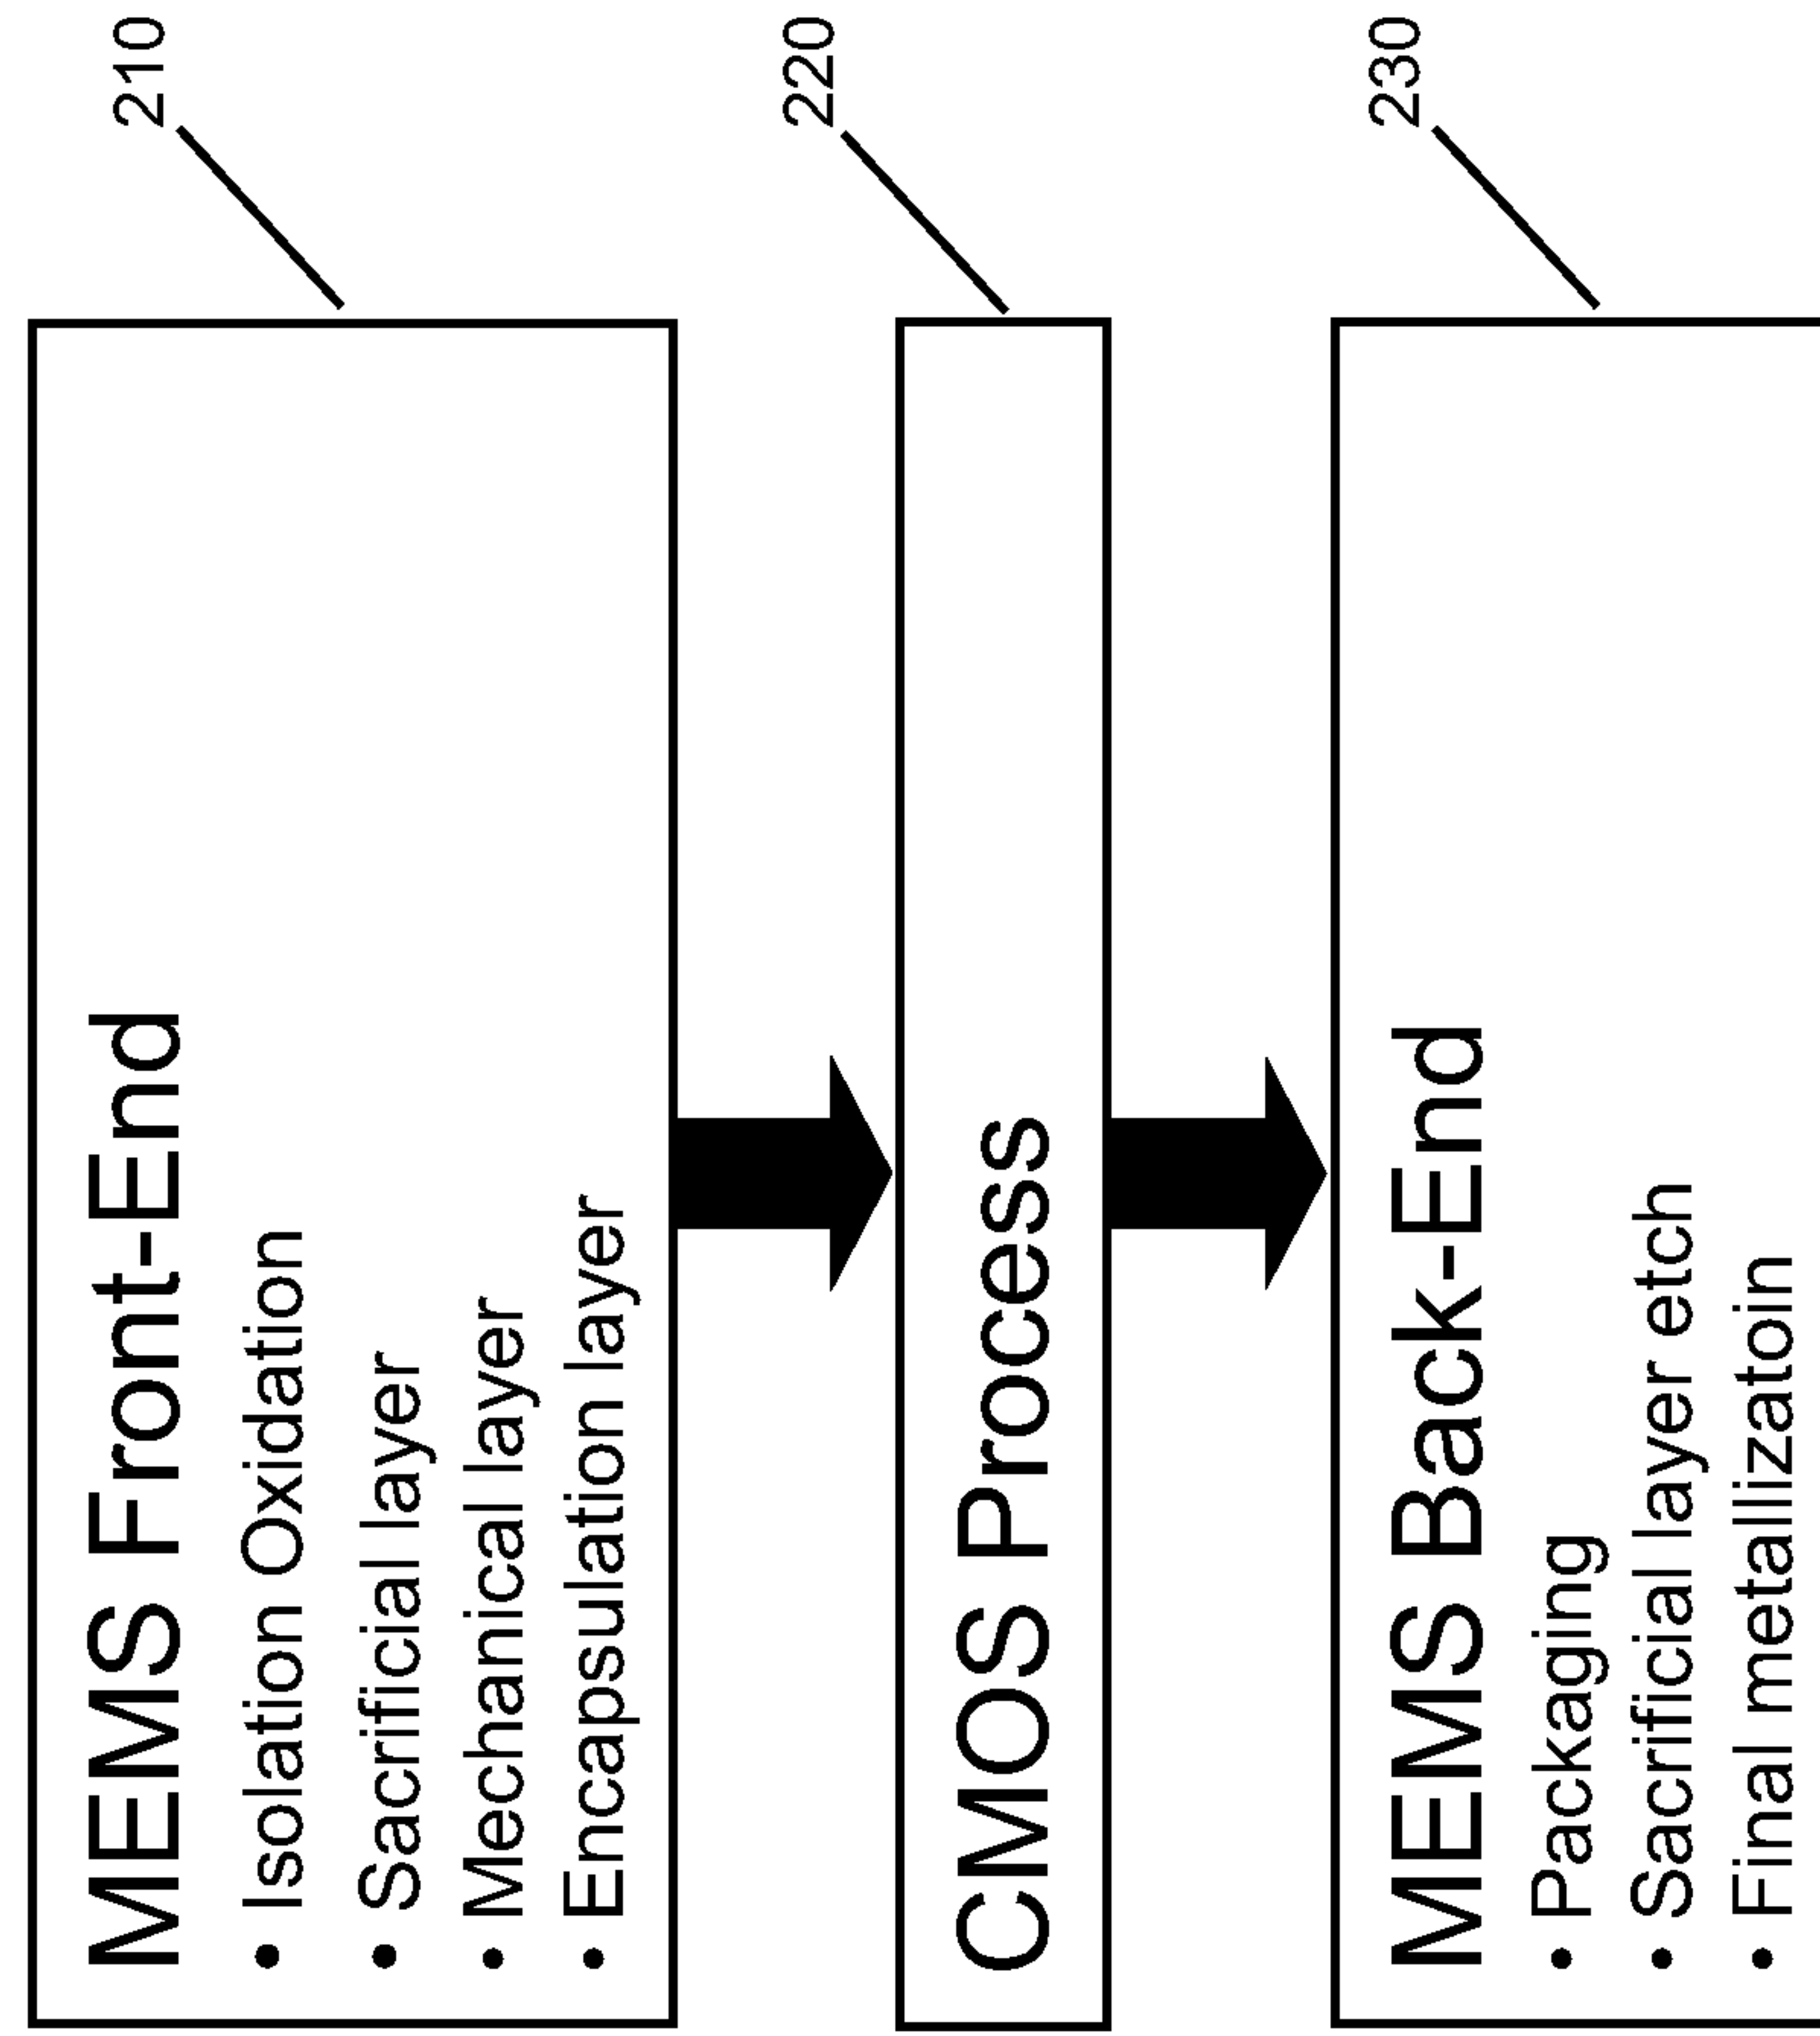 MEMS Front-End
• Isolation Oxidation
• Sacrificial layer
• Mechanical layer
• Encapsulation layer
210
CMOS Process
220
MEMS Back-End
• Packaging
• Sacrificial layer etch
• Final metallizatoin
230